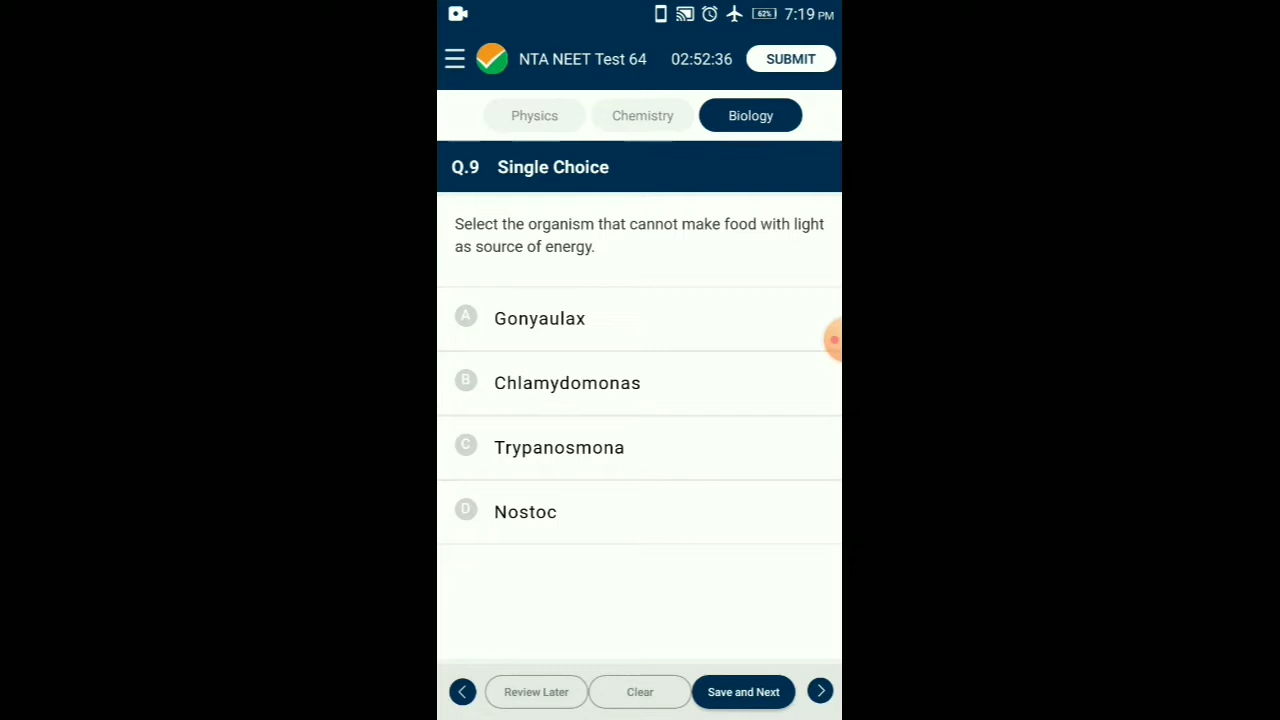 62% 7:19 PM
NTA NEET Test 64 02:52:36 SUBMIT
Physics Chemistry Biology
Q.9 Single Choice
Select the organism that cannot make food with light
as source of energy.
A Gonyaulax
B Chlamydomonas
C Trypanosmona
D Nostoc
Review Later Clear Save and Next